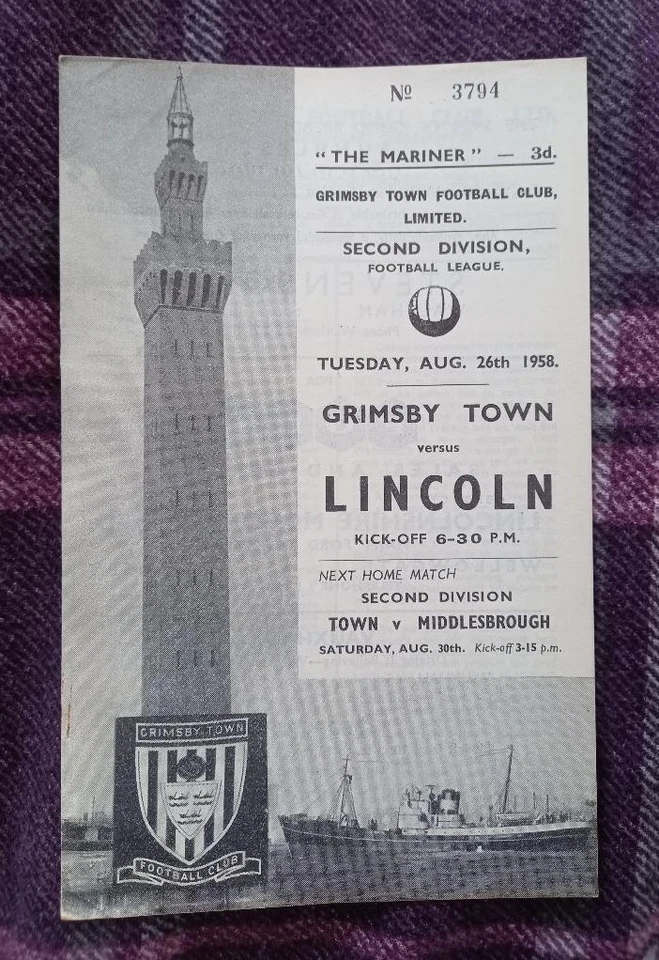 Nº 3794
"THE MARINER" — 3d.
GRIMSBY TOWN FOOTBALL CLUB,
LIMITED.
SECOND DIVISION,
FOOTBALL LEAGUE.
TUESDAY, AUG. 26th 1958.
GRIMSBY TOWN
versus
LINCOLN
KICK-OFF 6-30 P.M.
NEXT HOME MATCH
SECOND DIVISION
TOWN v MIDDLESBROUGH
SATURDAY, AUG. 30th. Kick-off 3-15 p.m.
GRIMSBY TOWN
FOOTBALL CLUB